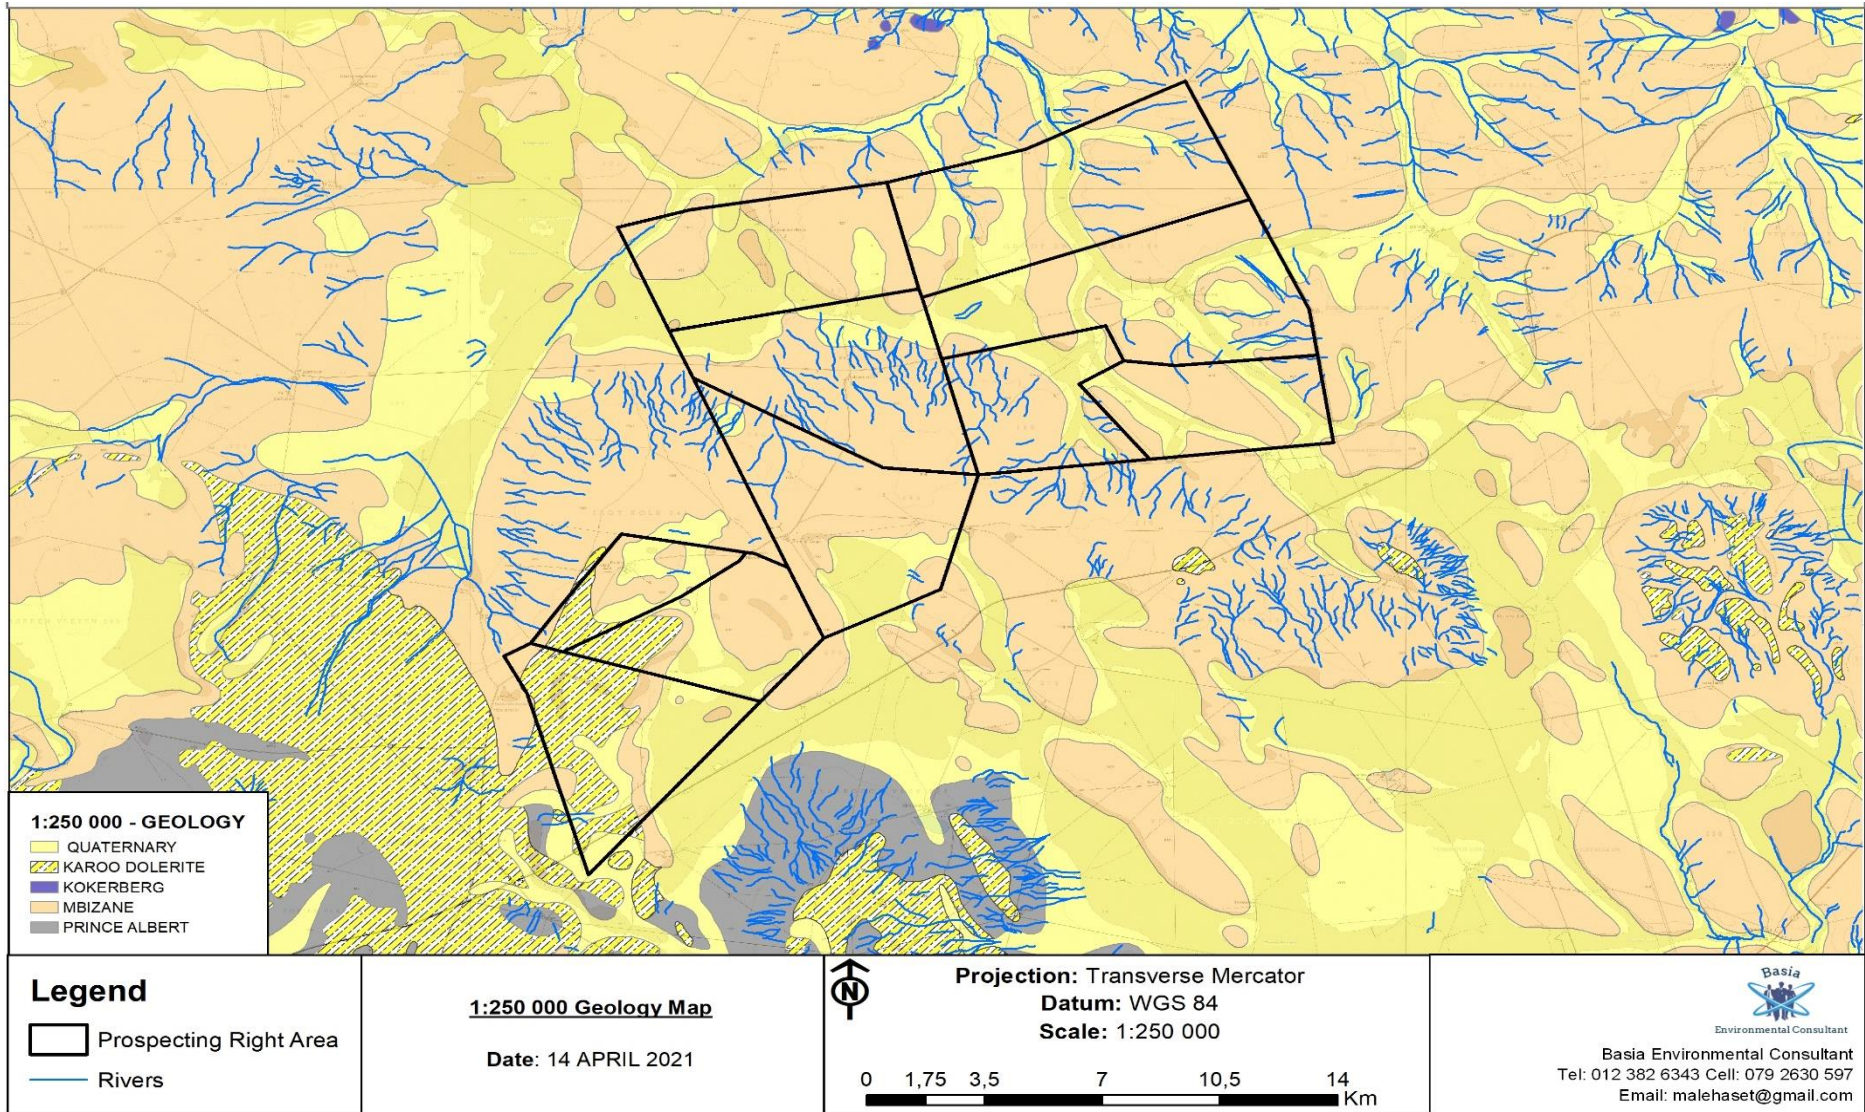 1:250 000 - GEOLOGY
QUATERNARY
KAROO DOLERITE
KOKERBERG
MBIZANE
PRINCE ALBERT
Legend
Prospecting Right Area
Rivers
1:250 000 Geology Map
Date: 14 APRIL 2021
N
Projection: Transverse Mercator
Datum: WGS 84
Scale: 1:250 000
0 1,75 3,5 7 10,5 14
Km
Basia
Environmental Consultant
Basia Environmental Consultant
Tel: 012 382 6343 Cell: 079 2630 597
Email: malehaset@gmail.com